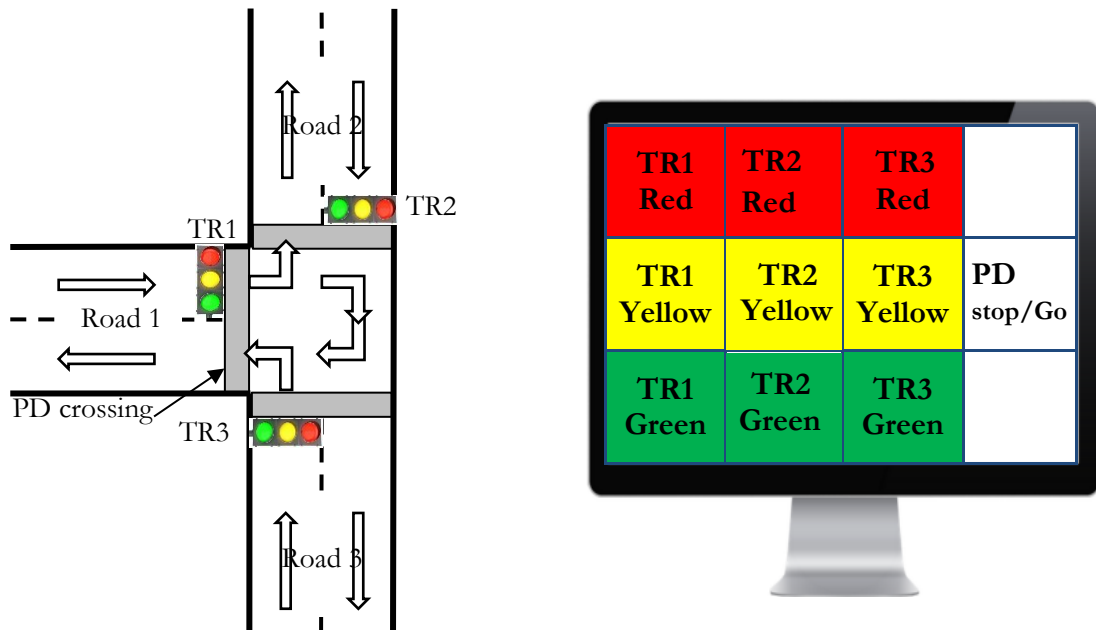 Road 2
TR2
TR1
Road 1
PD crossing
TR3
Road 3
TR1 TR2 TR3
Red Red Red
TR1 TR2 TR3 PD
Yellow Yellow Yellow stop/Go
TR1 TR2 TR3
Green Green Green